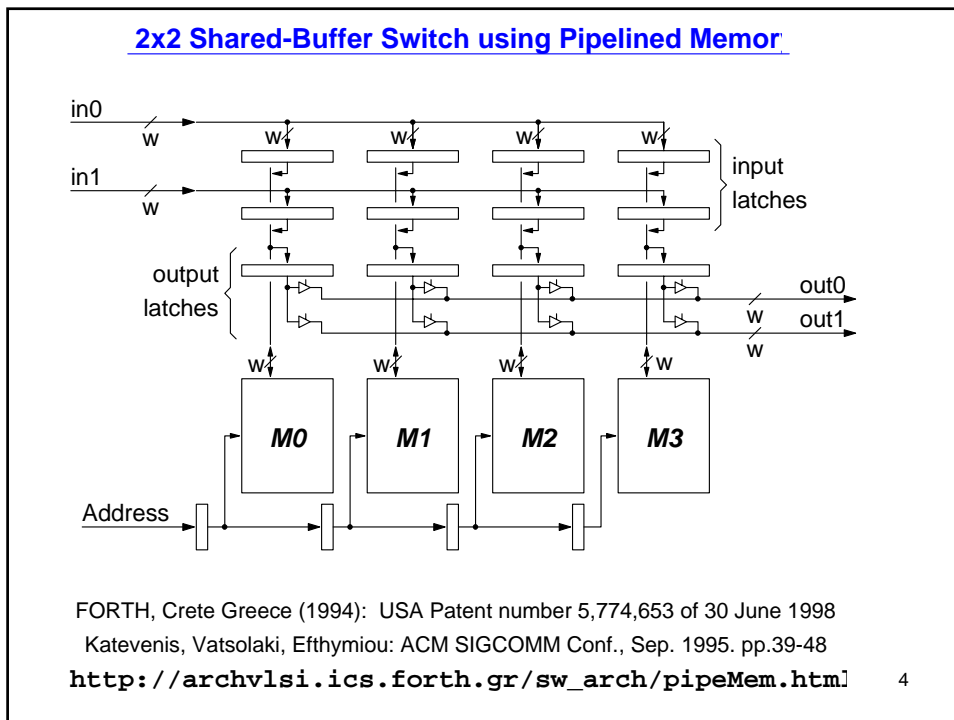 2x2 Shared-Buffer Switch using Pipelined Memory
in0
w
w w w w
in1
w
input
latches
output
latches
out0
w
out1
w
w w w w
M0 M1 M2 M3
Address
FORTH, Crete Greece (1994): USA Patent number 5,774,653 of 30 June 1998
Katevenis, Vatsolaki, Efthymiou: ACM SIGCOMM Conf., Sep. 1995. pp.39-48
http://archvlsi.ics.forth.gr/sw_arch/pipeMem.html
4